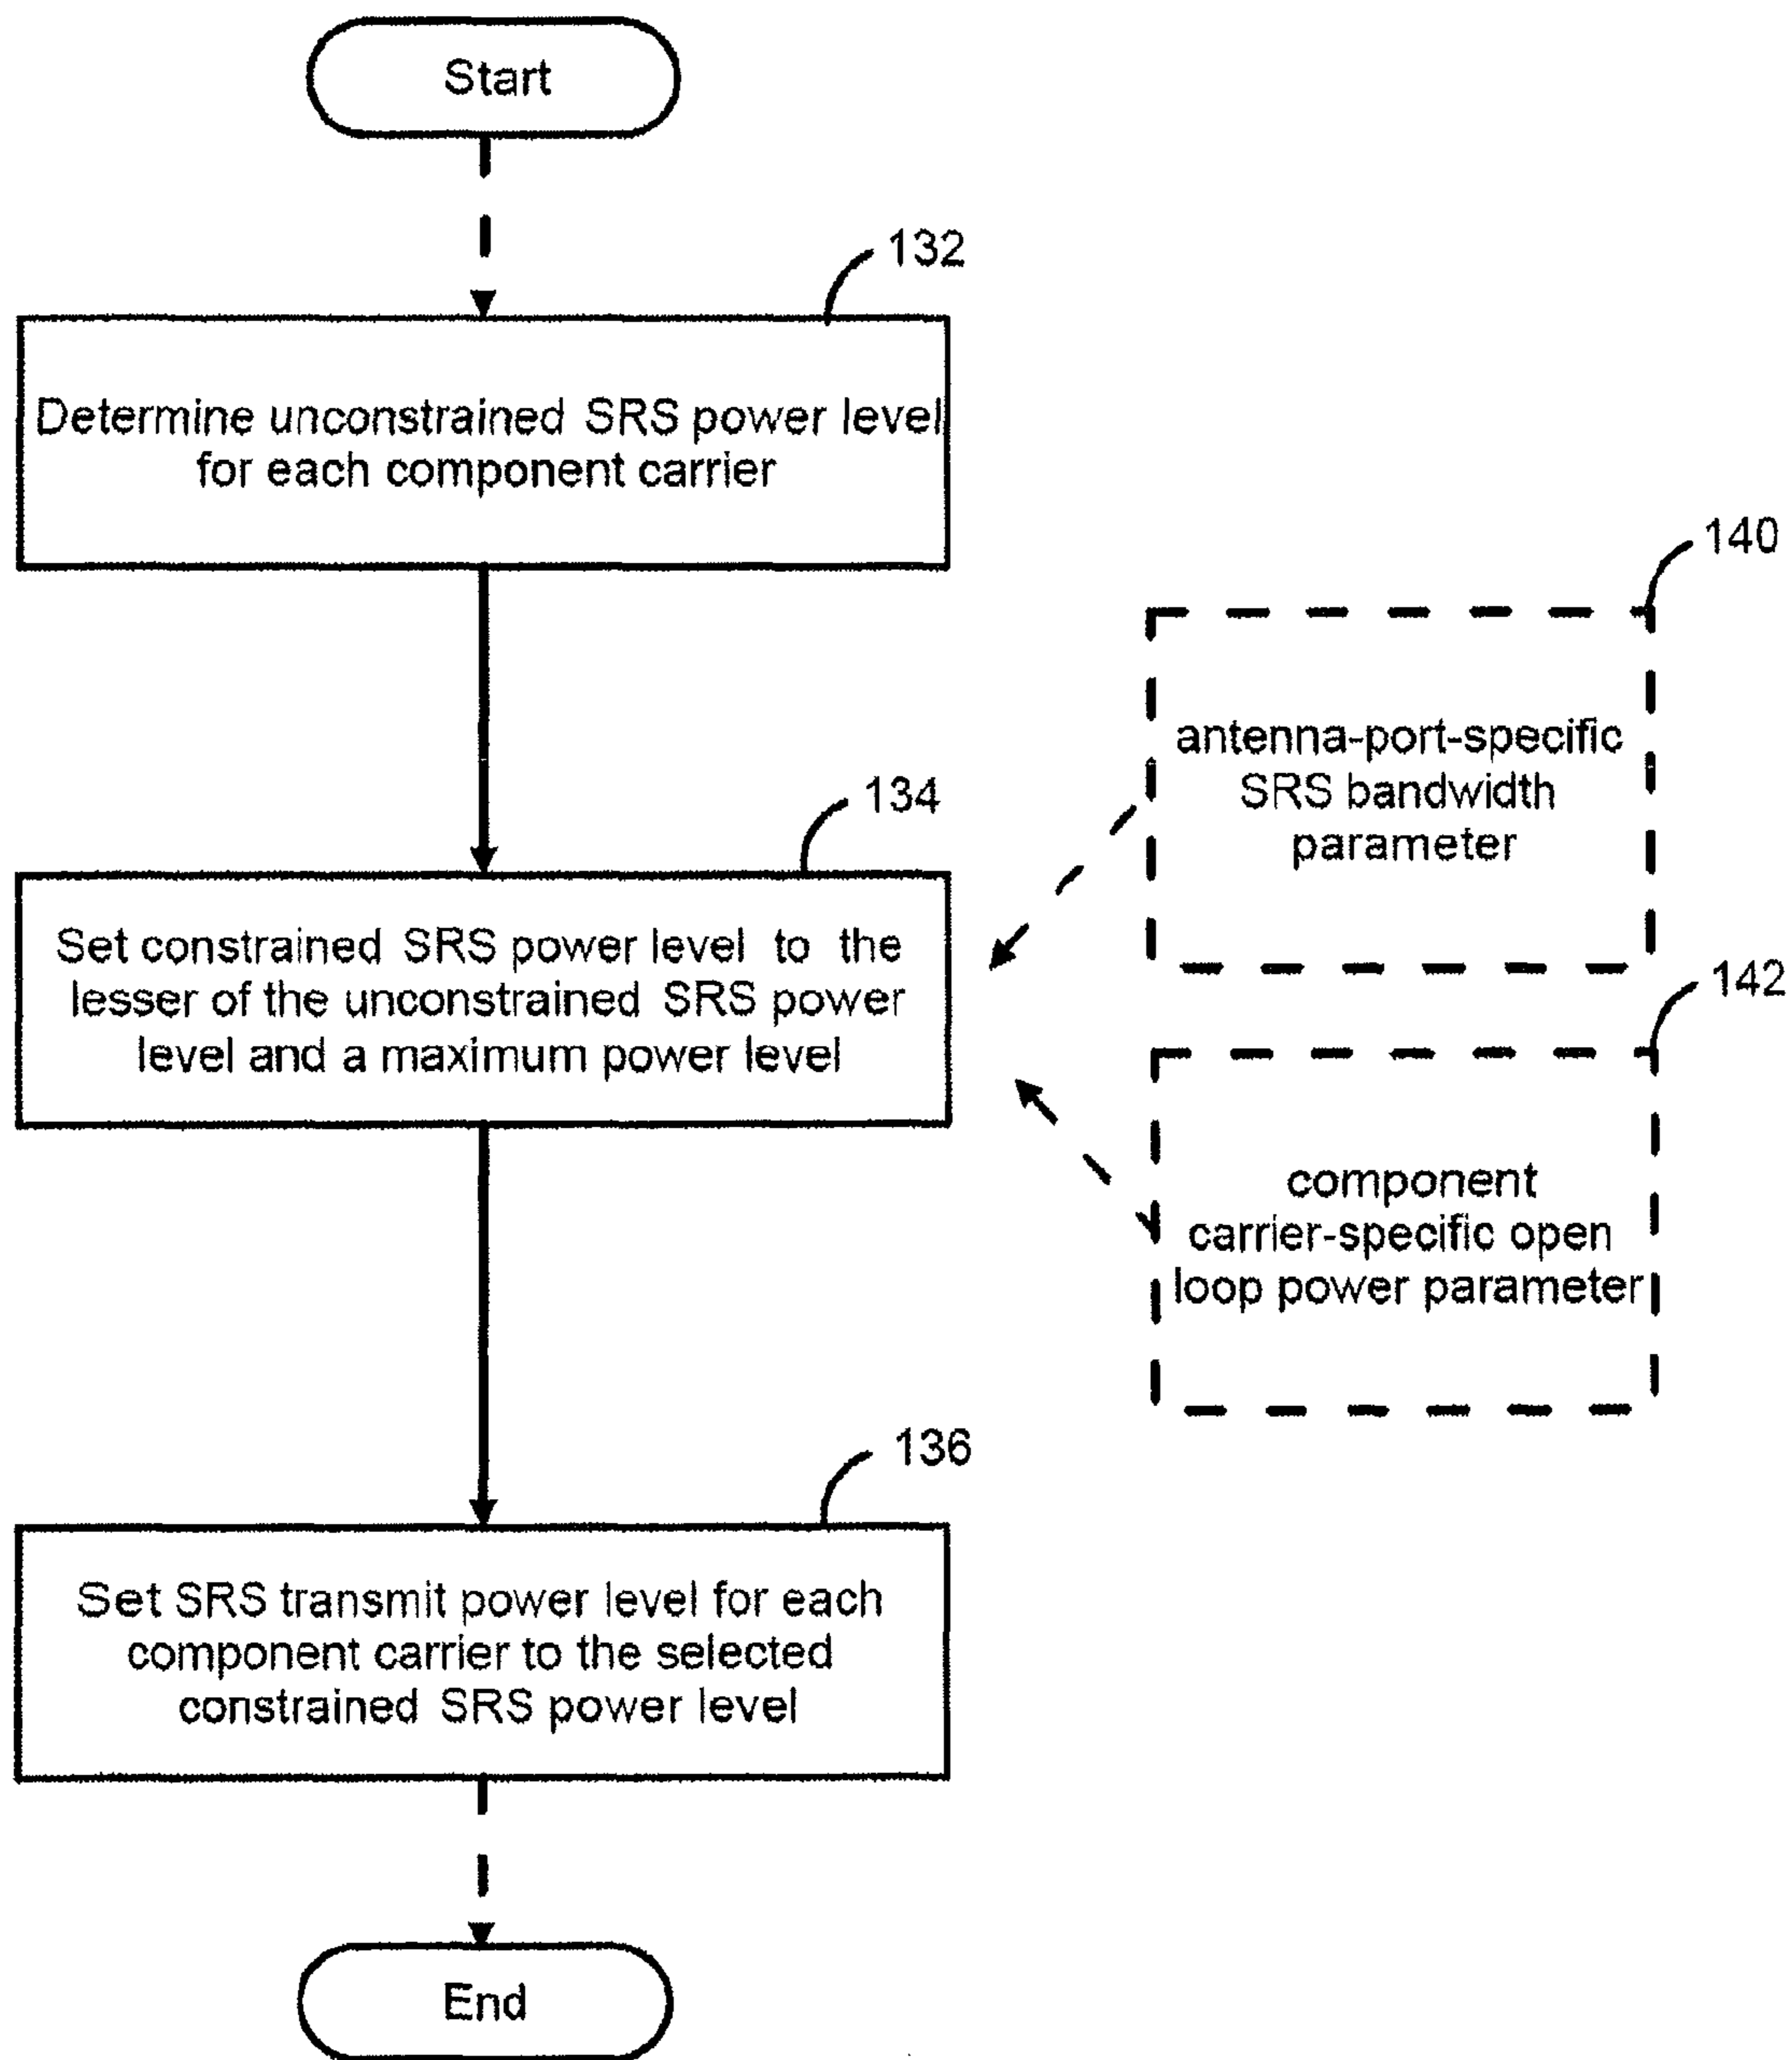 Start
132
Determine unconstrained SRS power level
for each component carrier
140
antenna-port-specific
SRS bandwidth
parameter
134
Set constrained SRS power level to the
lesser of the unconstrained SRS power
level and a maximum power level
142
component
carrier-specific open
loop power parameter
136
Set SRS transmit power level for each
component carrier to the selected
constrained SRS power level
End